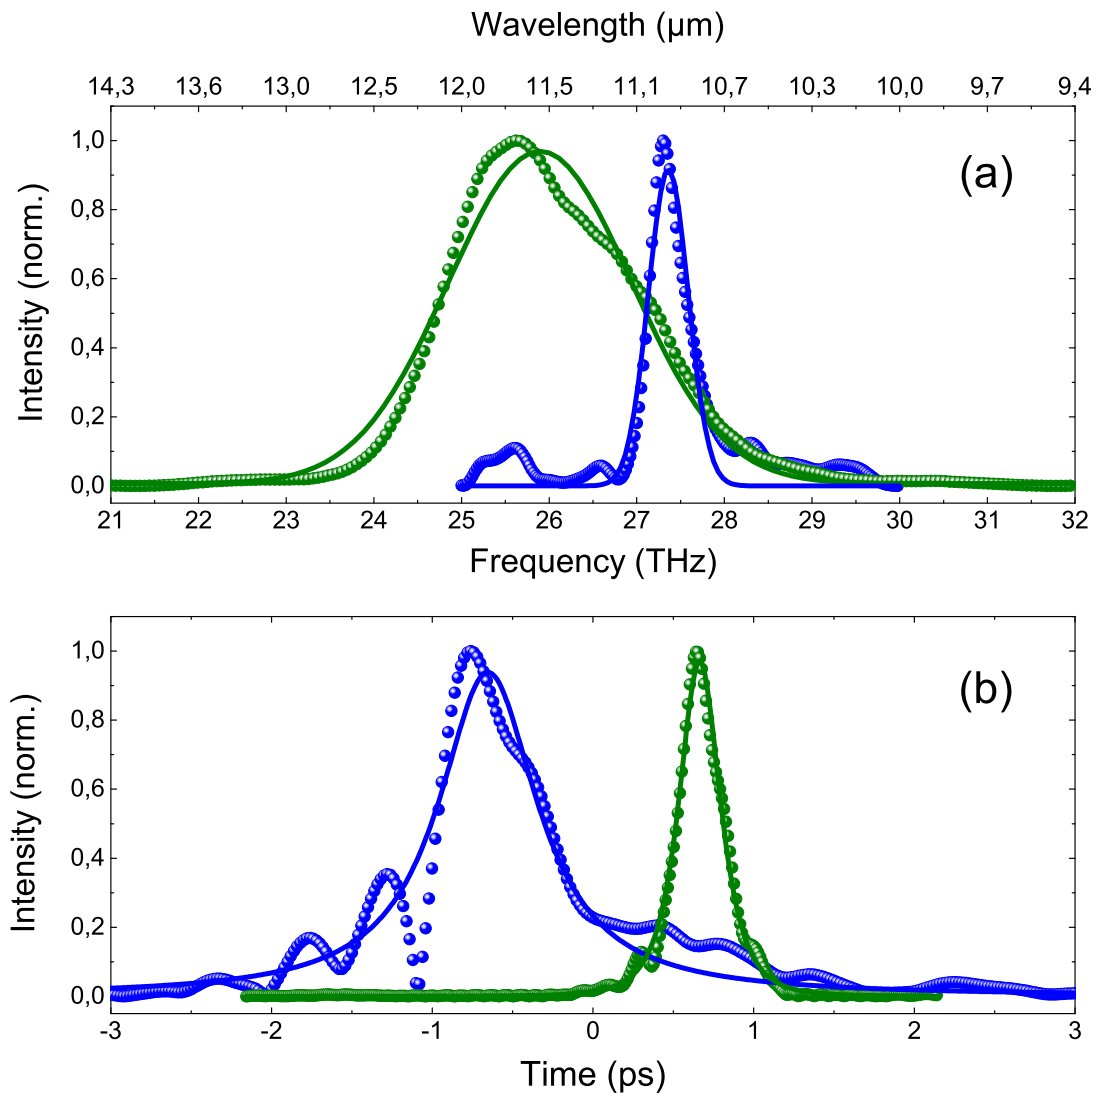 Wavelength (µm)
14,3 13,6 13,0 12,5 12,0 11,5 11,1 10,7 10,3 10,0 9,7 9,4
(a)
Intensity (norm.)
1,0
0,8
0,6
0,4
0,2
0,0
21 22 23 24 25 26 27 28 29 30 31 32
Frequency (THz)
(b)
Intensity (norm.)
1,0
0,8
0,6
0,4
0,2
0,0
-3 -2 -1 0 1 2 3
Time (ps)